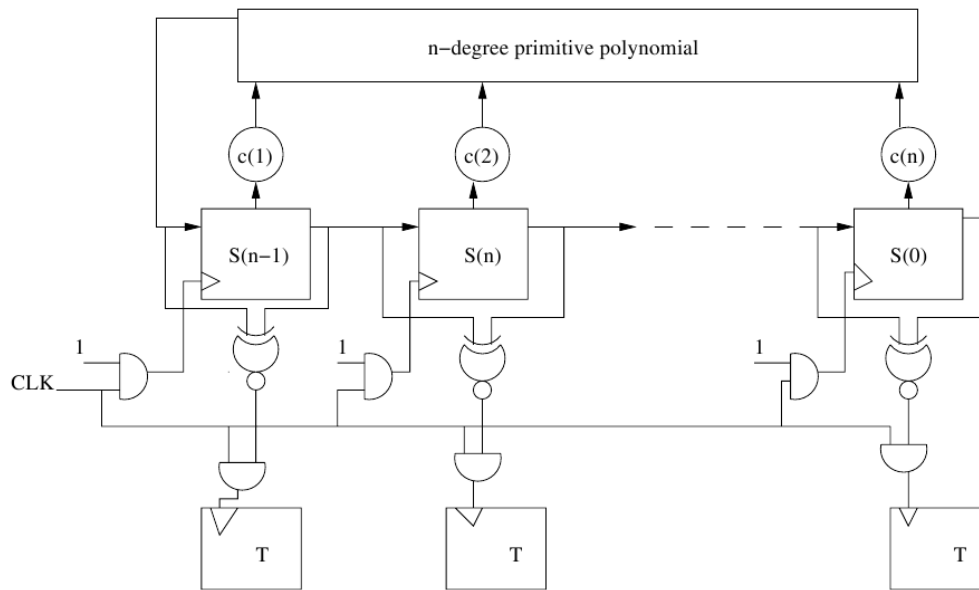 n−degree primitive polynomial
c(1) c(2) c(n)
S(n−1) S(n) S(0)
1 1 1
CLK
T T T